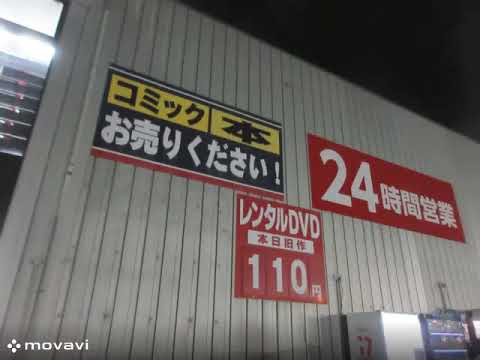 コミック 本
お売りください!
24時間営業
レンタルDVD
本日旧作
110円
movavi